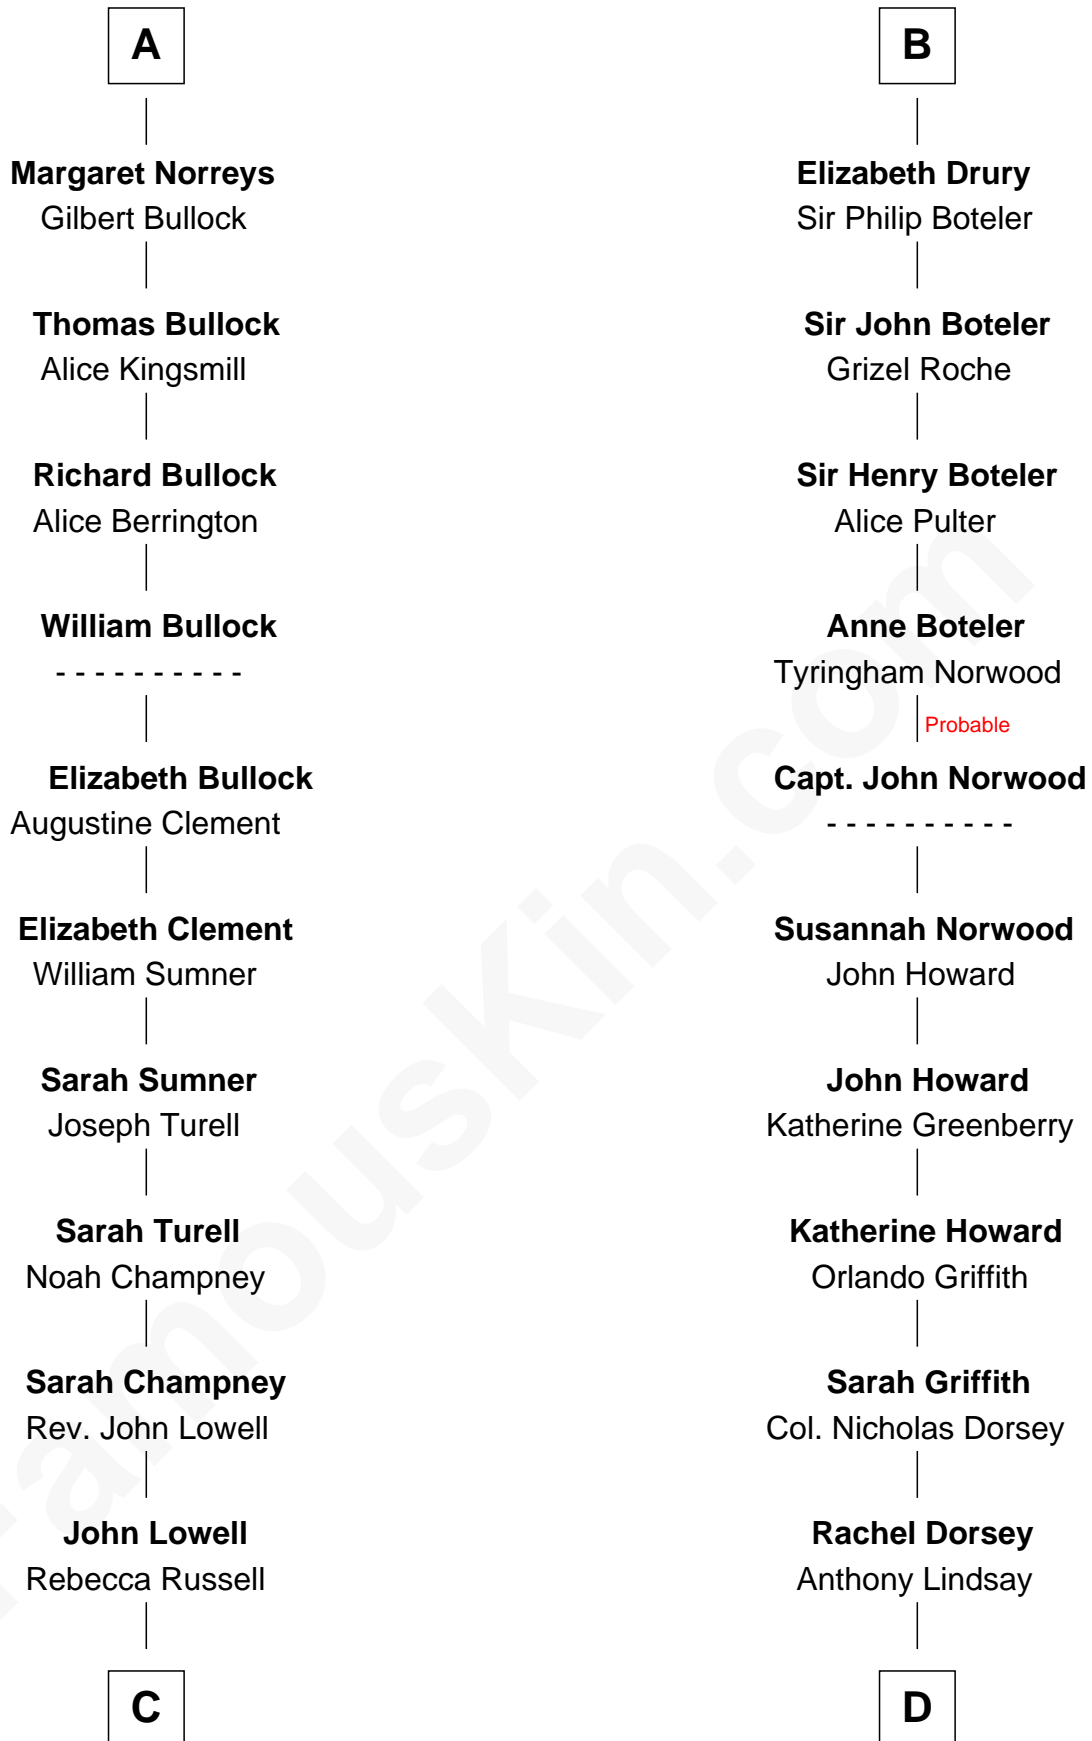 A
Margaret Norreys
Gilbert Bullock
Thomas Bullock
Alice Kingsmill
Richard Bullock
Alice Berrington
William Bullock
- - - - - - - - - -
Elizabeth Bullock
Augustine Clement
Elizabeth Clement
William Sumner
Sarah Sumner
Joseph Turell
Sarah Turell
Noah Champney
Sarah Champney
Rev. John Lowell
John Lowell
Rebecca Russell
C
B
Elizabeth Drury
Sir Philip Boteler
Sir John Boteler
Grizel Roche
Sir Henry Boteler
Alice Pulter
Anne Boteler
Tyringham Norwood
Probable
Capt. John Norwood
- - - - - - - - - -
Susannah Norwood
John Howard
John Howard
Katherine Greenberry
Katherine Howard
Orlando Griffith
Sarah Griffith
Col. Nicholas Dorsey
Rachel Dorsey
Anthony Lindsay
D
FamousKin.com